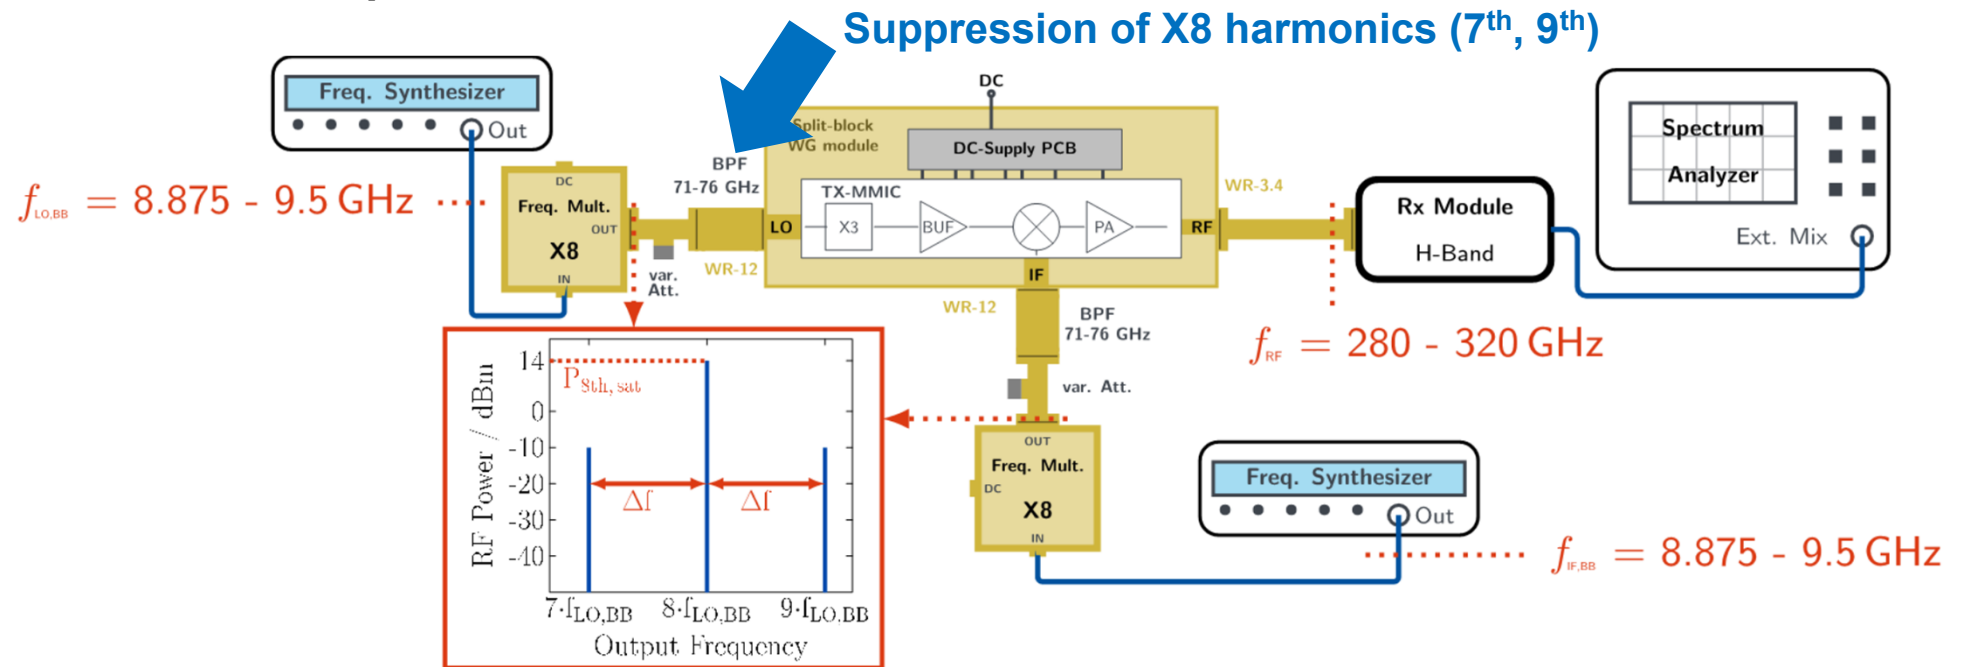 Suppression of X8 harmonics (7th, 9th)
Freq. Synthesizer
Out
f LO,BB = 8.875 - 9.5 GHz
DC
Freq. Mult.
OUT
X8
IN
var.
Att.
BPF
71-76 GHz
WR-12
Split-block
WG module
DC
DC-Supply PCB
TX-MMIC
LO
X3
BUF
PA
RF
IF
WR-3.4
Rx Module
H-Band
Spectrum
Analyzer
Ext. Mix
f RF = 280 - 320 GHz
WR-12
BPF
71-76 GHz
var. Att.
OUT
Freq. Mult.
DC
X8
IN
Freq. Synthesizer
Out
f IF,BB = 8.875 - 9.5 GHz
RF Power / dBm
14
0
-10
-20
-30
-40
P8th, sat
Δf
Δf
7·fLO,BB
8·fLO,BB
9·fLO,BB
Output Frequency